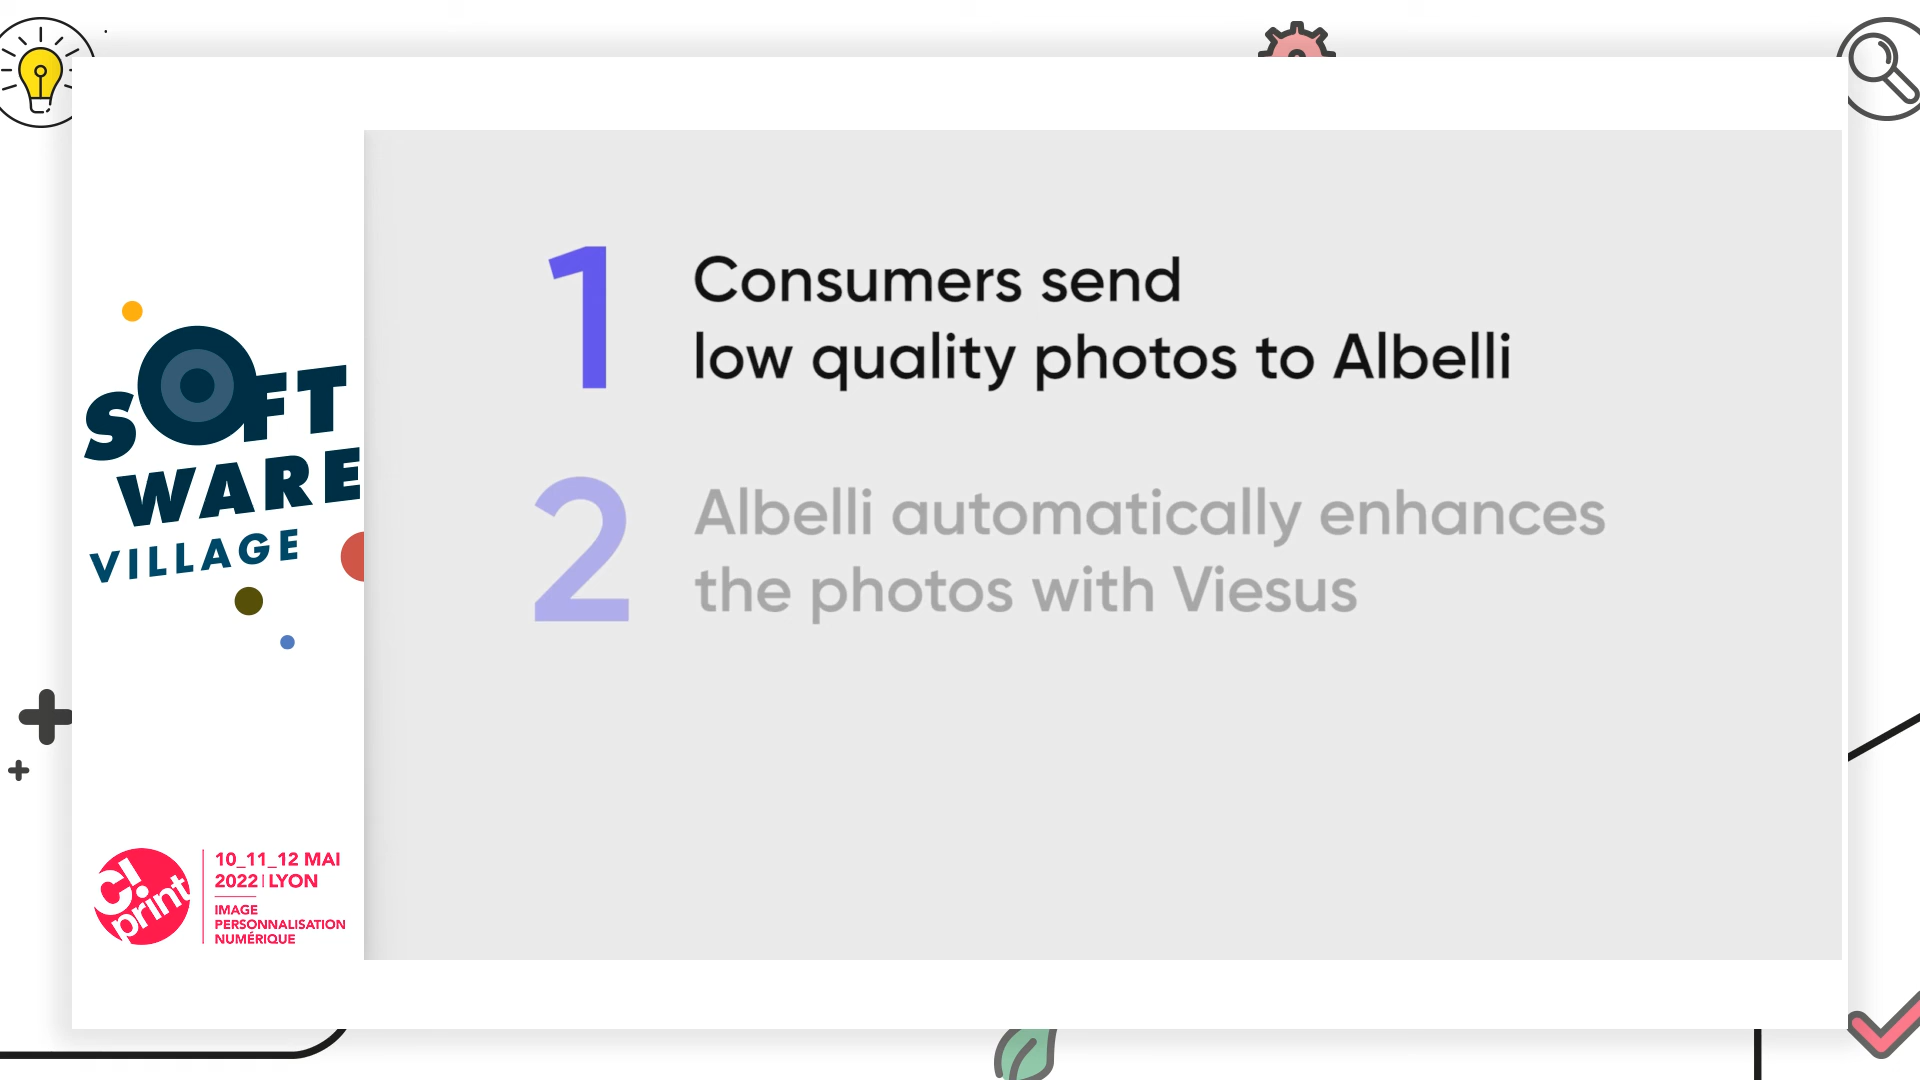 SOFT
WARE
VILLAGE
C!print
10_11_12 MAI
2022 | LYON
IMAGE
PERSONNALISATION
NUMÉRIQUE
1
Consumers send
low quality photos to Albelli
2
Albelli automatically enhances
the photos with Viesus